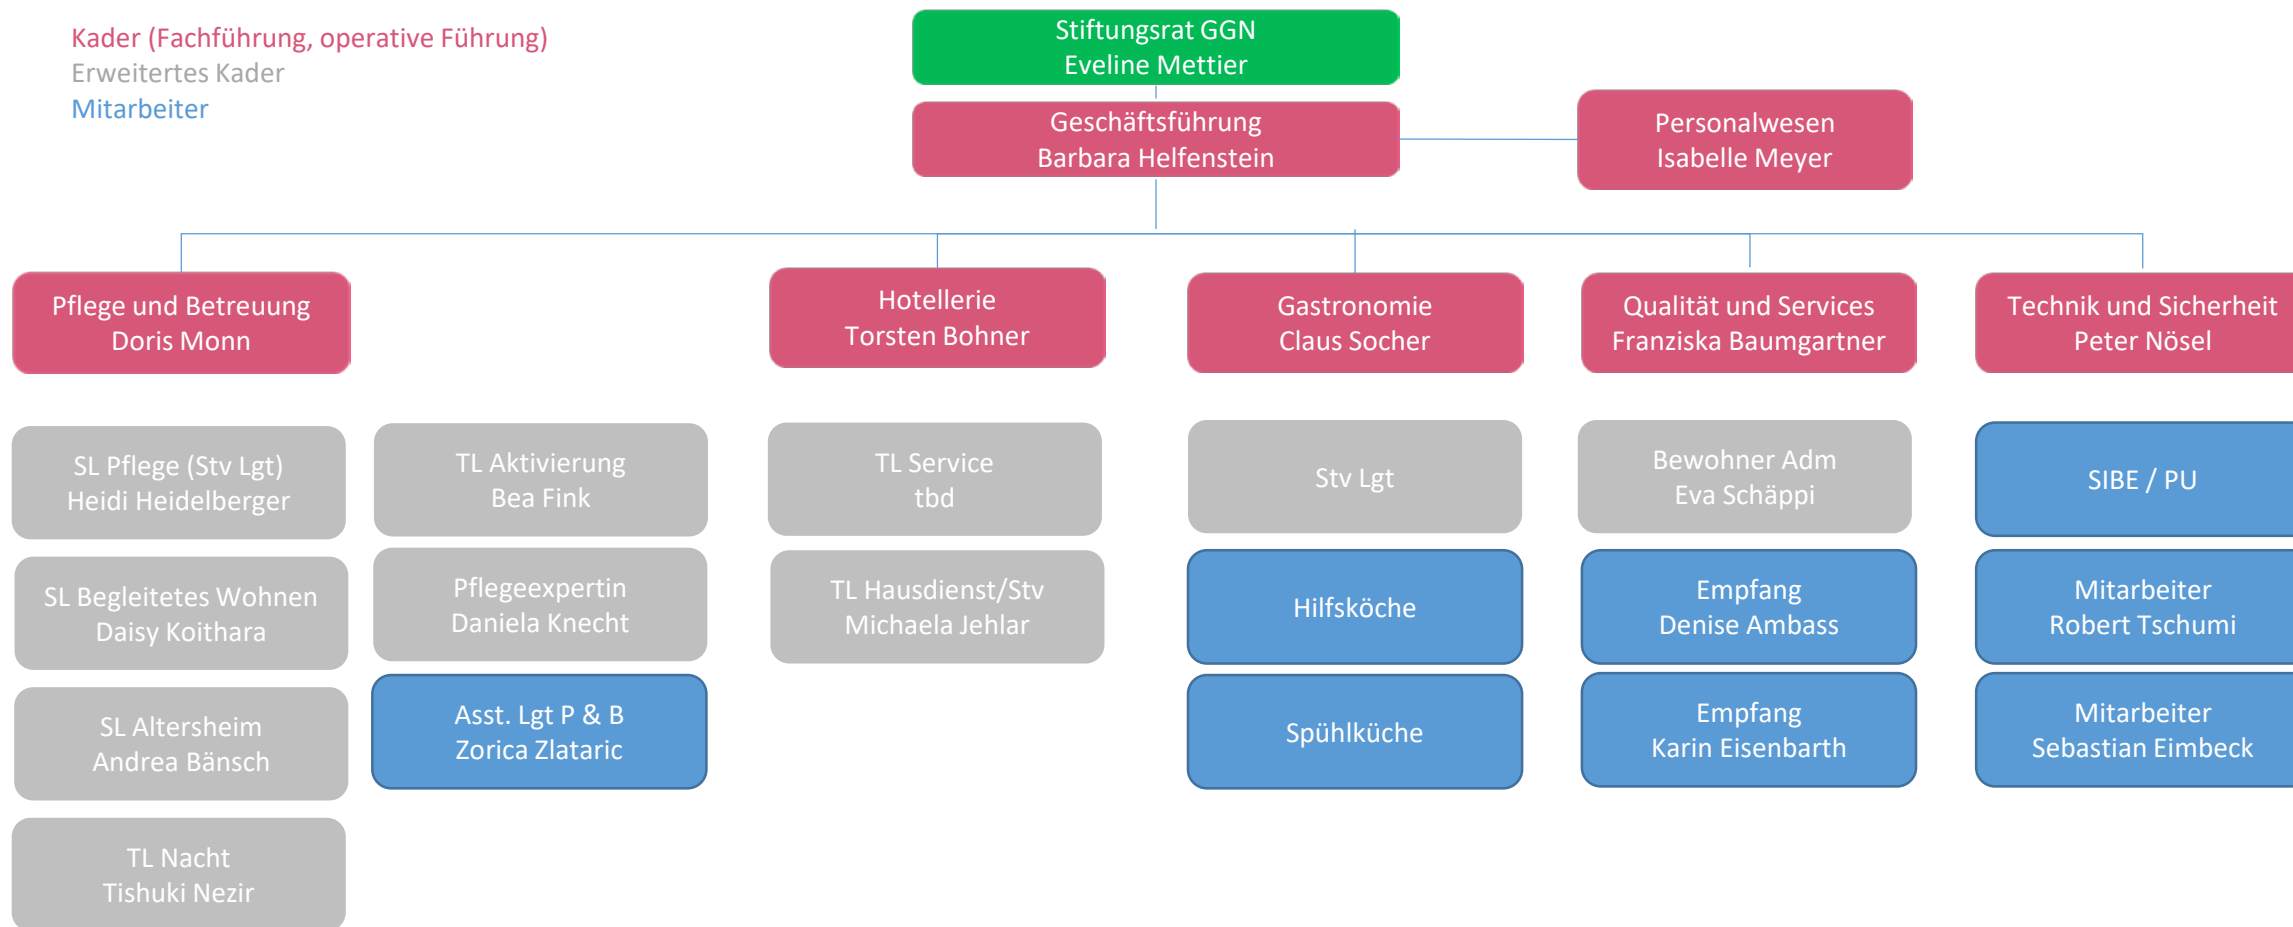 Kader (Fachführung, operative Führung)
Erweitertes Kader
Mitarbeiter
Stiftungsrat GGN
Eveline Mettier
Geschäftsführung
Barbara Helfenstein
Personalwesen
Isabelle Meyer
Pflege und Betreuung
Doris Monn
Hotellerie
Torsten Bohner
Gastronomie
Claus Socher
Qualität und Services
Franziska Baumgartner
Technik und Sicherheit
Peter Nösel
SL Pflege (Stv Lgt)
Heidi Heidelberger
TL Aktivierung
Bea Fink
TL Service
tbd
Stv Lgt
Bewohner Adm
Eva Schäppi
SIBE / PU
SL Begleitetes Wohnen
Daisy Koithara
Pflegeexpertin
Daniela Knecht
TL Hausdienst/Stv
Michaela Jehlar
Hilfsköche
Empfang
Denise Ambass
Mitarbeiter
Robert Tschumi
SL Altersheim
Andrea Bänsch
Asst. Lgt P & B
Zorica Zlataric
Spühlküche
Empfang
Karin Eisenbarth
Mitarbeiter
Sebastian Eimbeck
TL Nacht
Tishuki Nezir